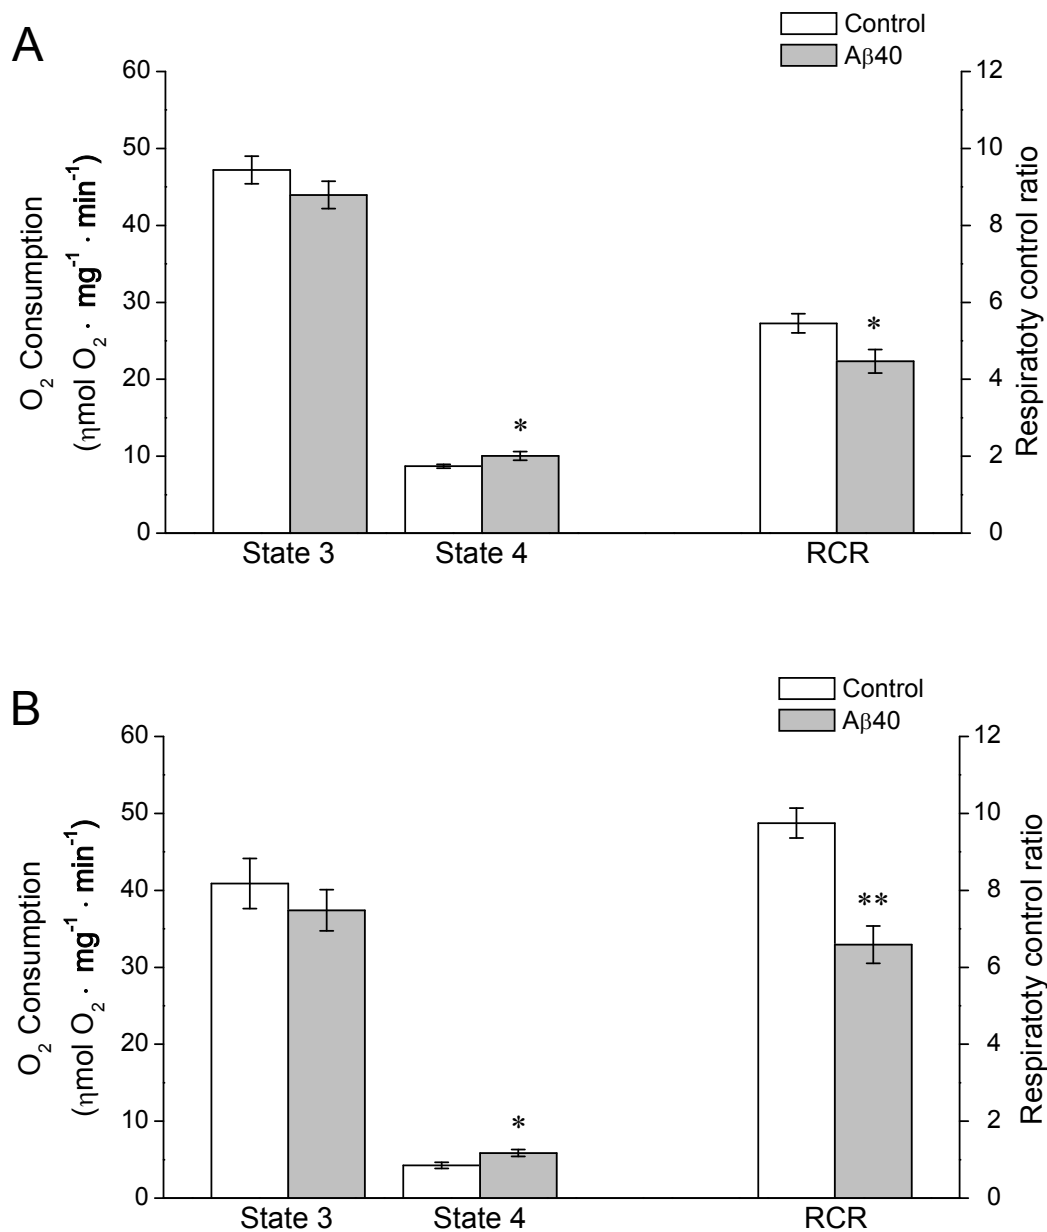 A
Control
Aβ40
60
50
40
30
20
10
0
12
10
8
6
4
2
0
O₂ Consumption
(ηmol O₂ · mg⁻¹ · min⁻¹)
Respiratoty control ratio
*
*
State 3 State 4 RCR
B
Control
Aβ40
60
50
40
30
20
10
0
12
10
8
6
4
2
0
O₂ Consumption
(ηmol O₂ · mg⁻¹ · min⁻¹)
Respiratoty control ratio
*
**
State 3 State 4 RCR